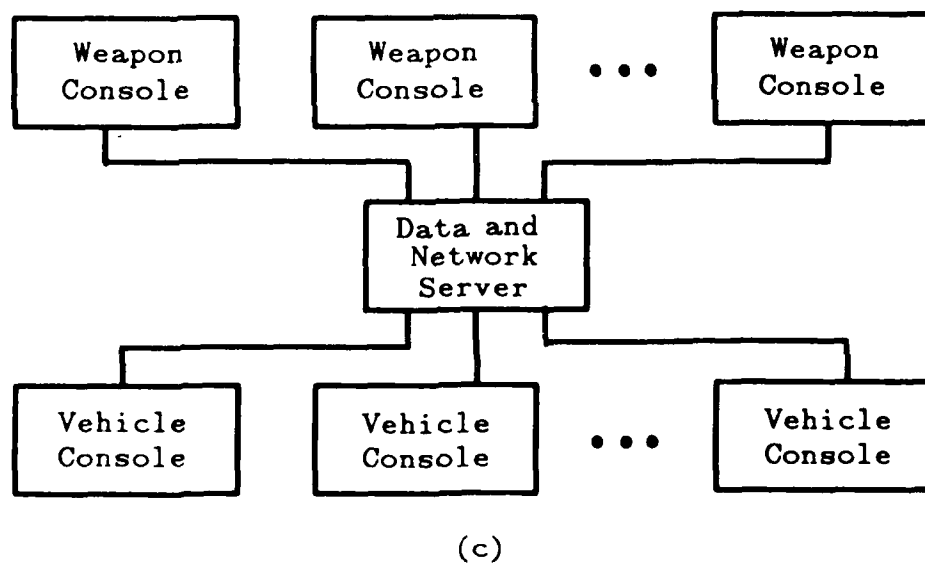 Weapon
Console
Weapon
Console
Weapon
Console
Data and
Network
Server
Vehicle
Console
Vehicle
Console
Vehicle
Console
(c)